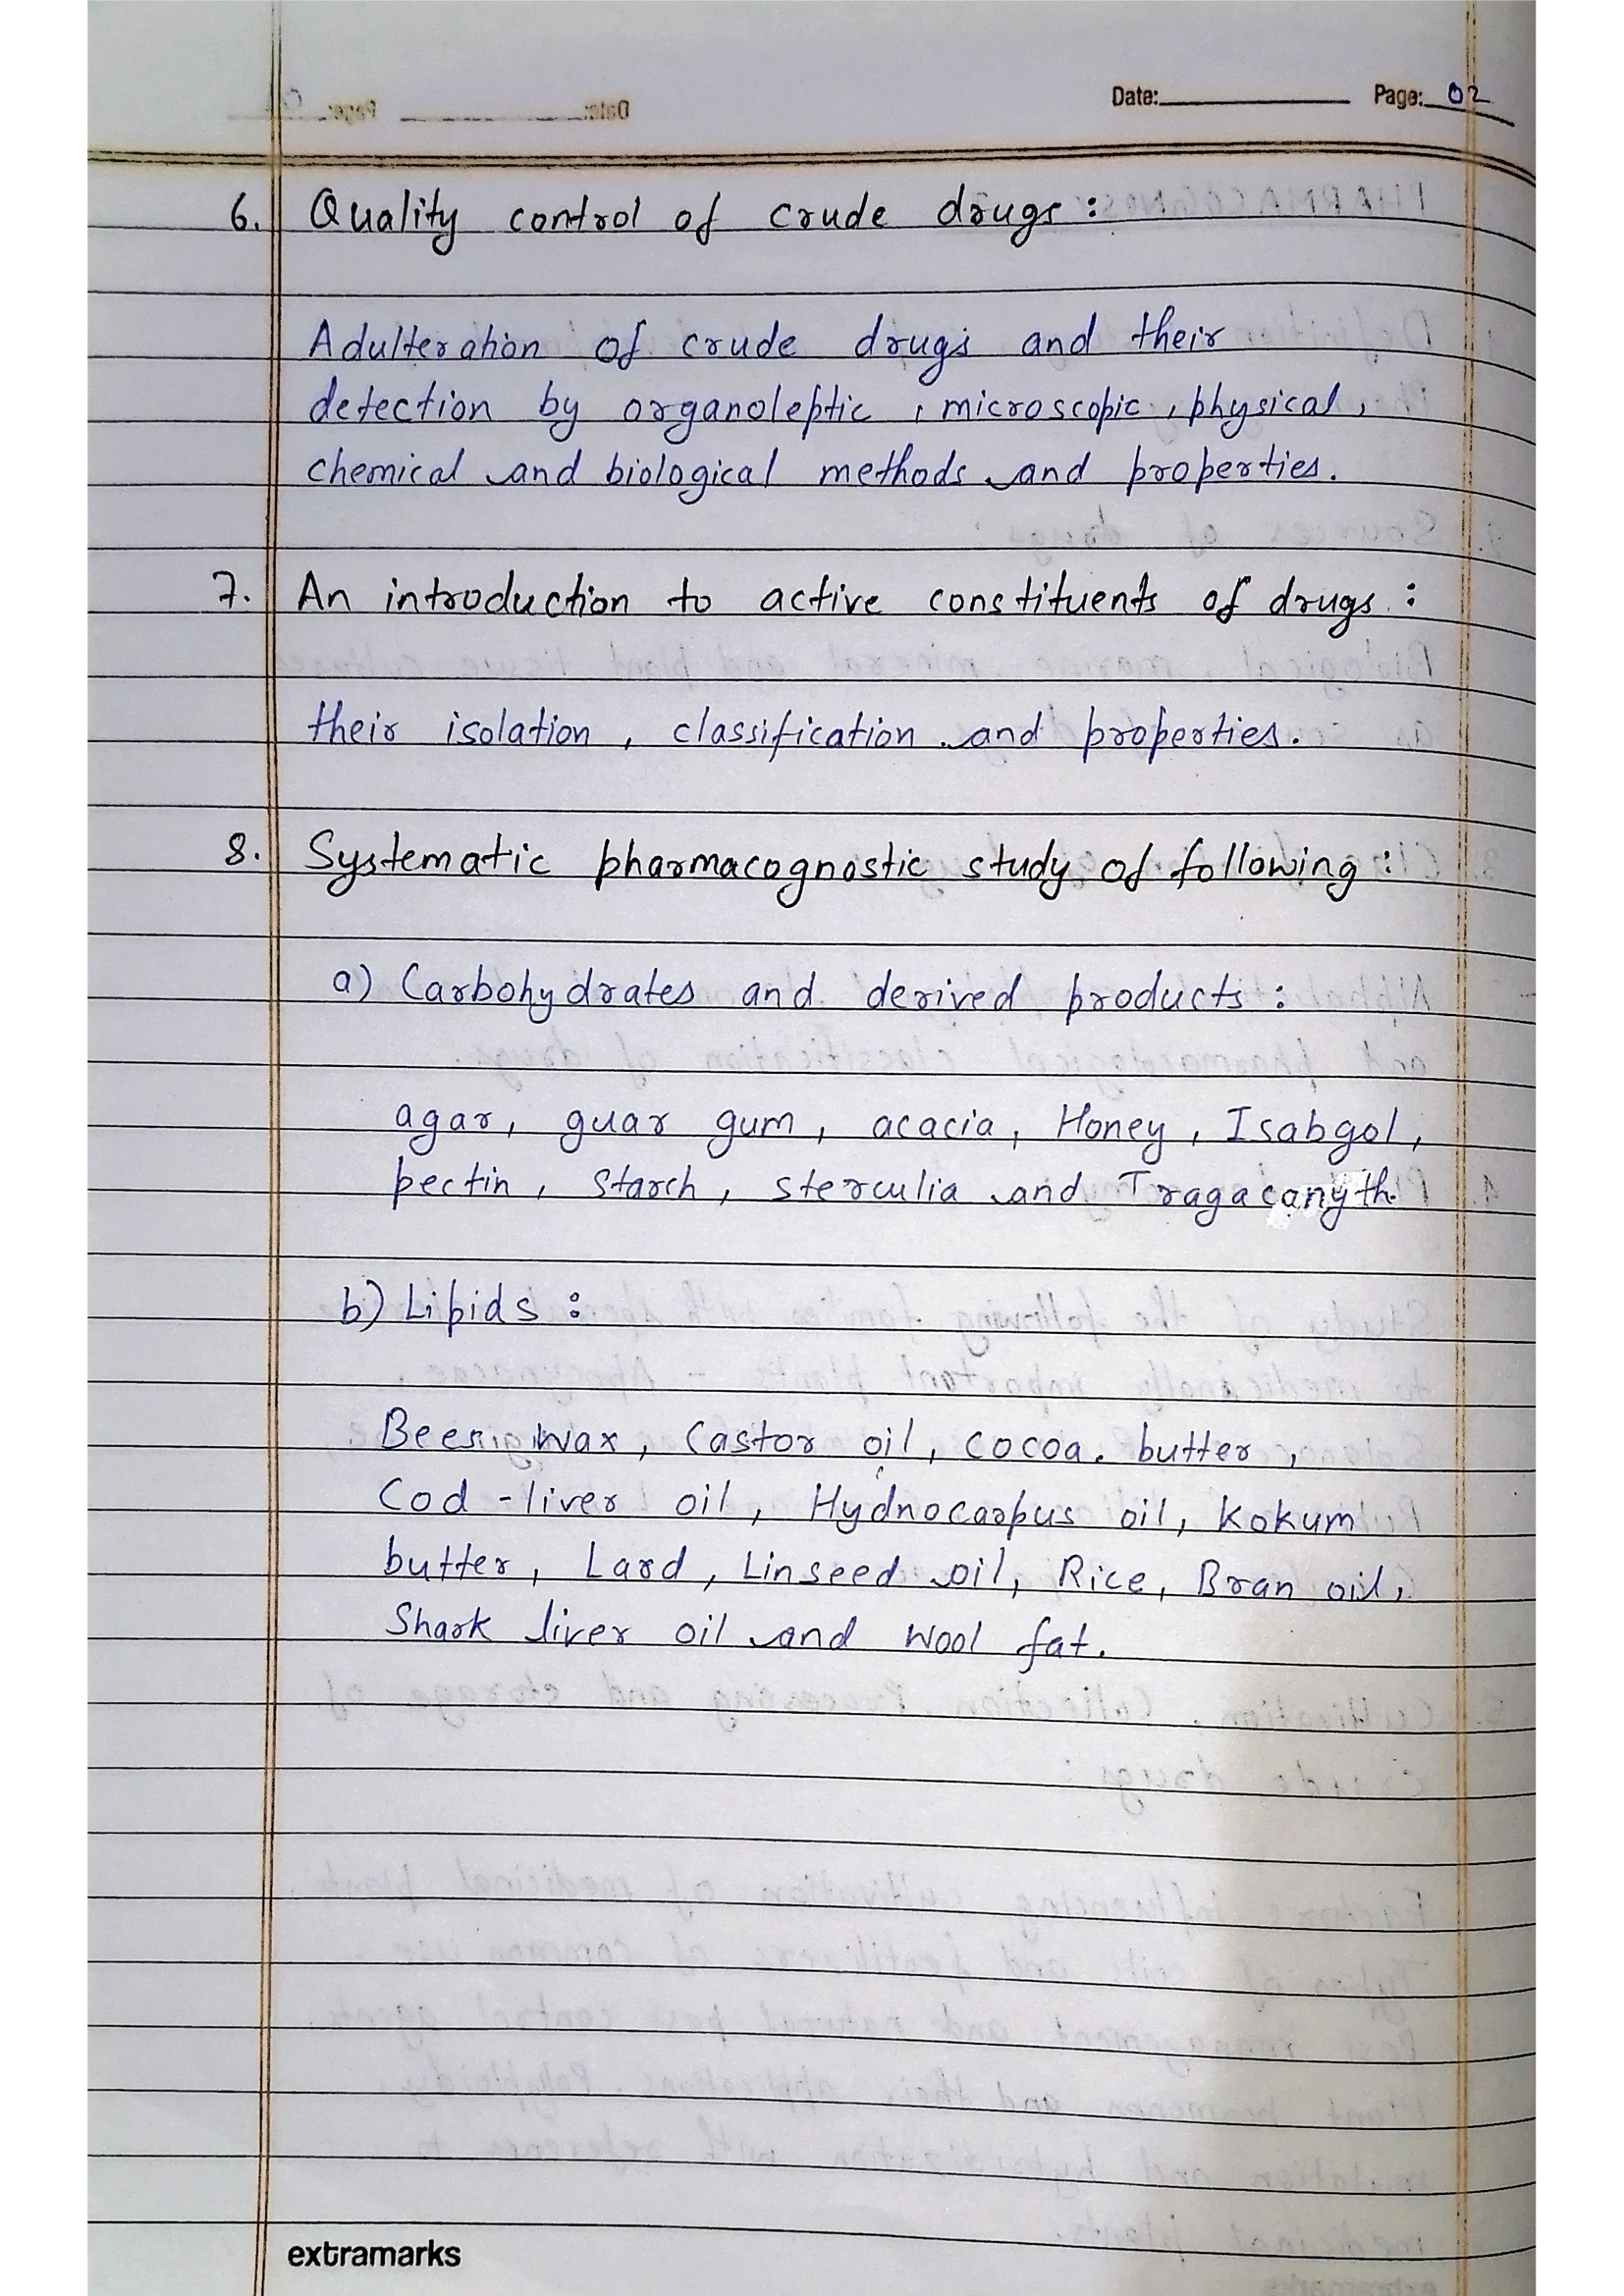 Date: Page: 02
6. Quality control of crude drugs :
Adulteration of crude drugs and their
detection by organoleptic , microscopic , physical ,
chemical and biological methods and properties.
7. An introduction to active constituents of drugs :
their isolation , classification and properties.
8. Systematic pharmacognostic study of following :
a) Carbohydrates and derived products :
agar, guar gum , acacia, Honey , Isabgol ,
pectin , starch , sterculia and Tragacanyth.
b) Lipids :
Bees wax , Castor oil , cocoa butter ,
Cod - liver oil , Hydnocarpus oil, kokum
butter , Lard , Linseed oil, Rice, Bran oil,
Shark liver oil and wool fat.
extramarks